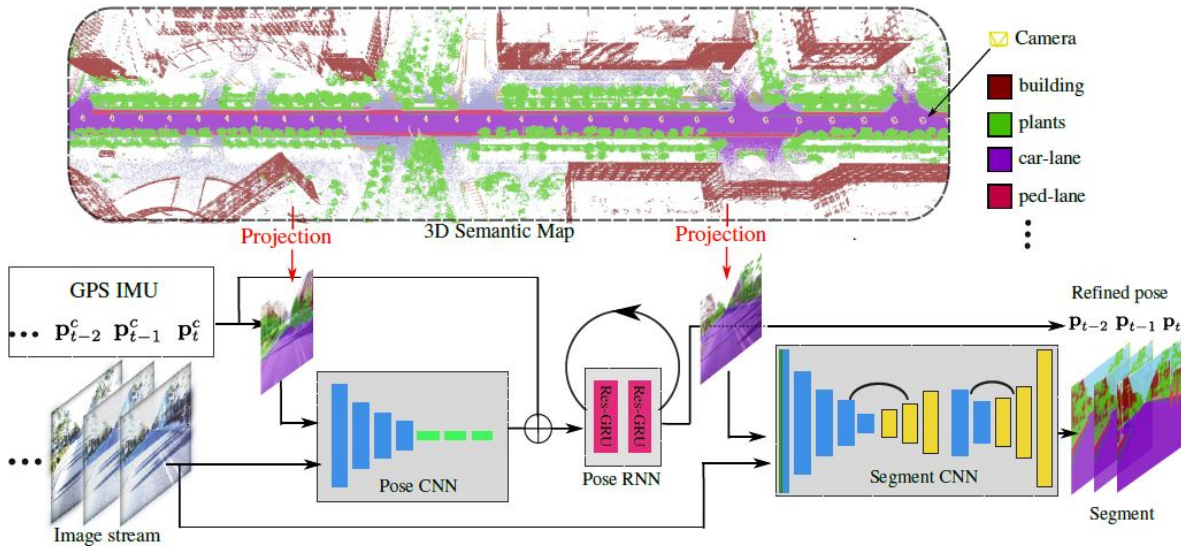 Camera
building
plants
car-lane
ped-lane
3D Semantic Map
Projection
Projection
GPS IMU
... p^c_{t-2} p^c_{t-1} p^c_t
Refined pose
p_{t-2} p_{t-1} p_t
Res-GRU
Res-GRU
Pose CNN
Pose RNN
Segment CNN
Image stream
Segment